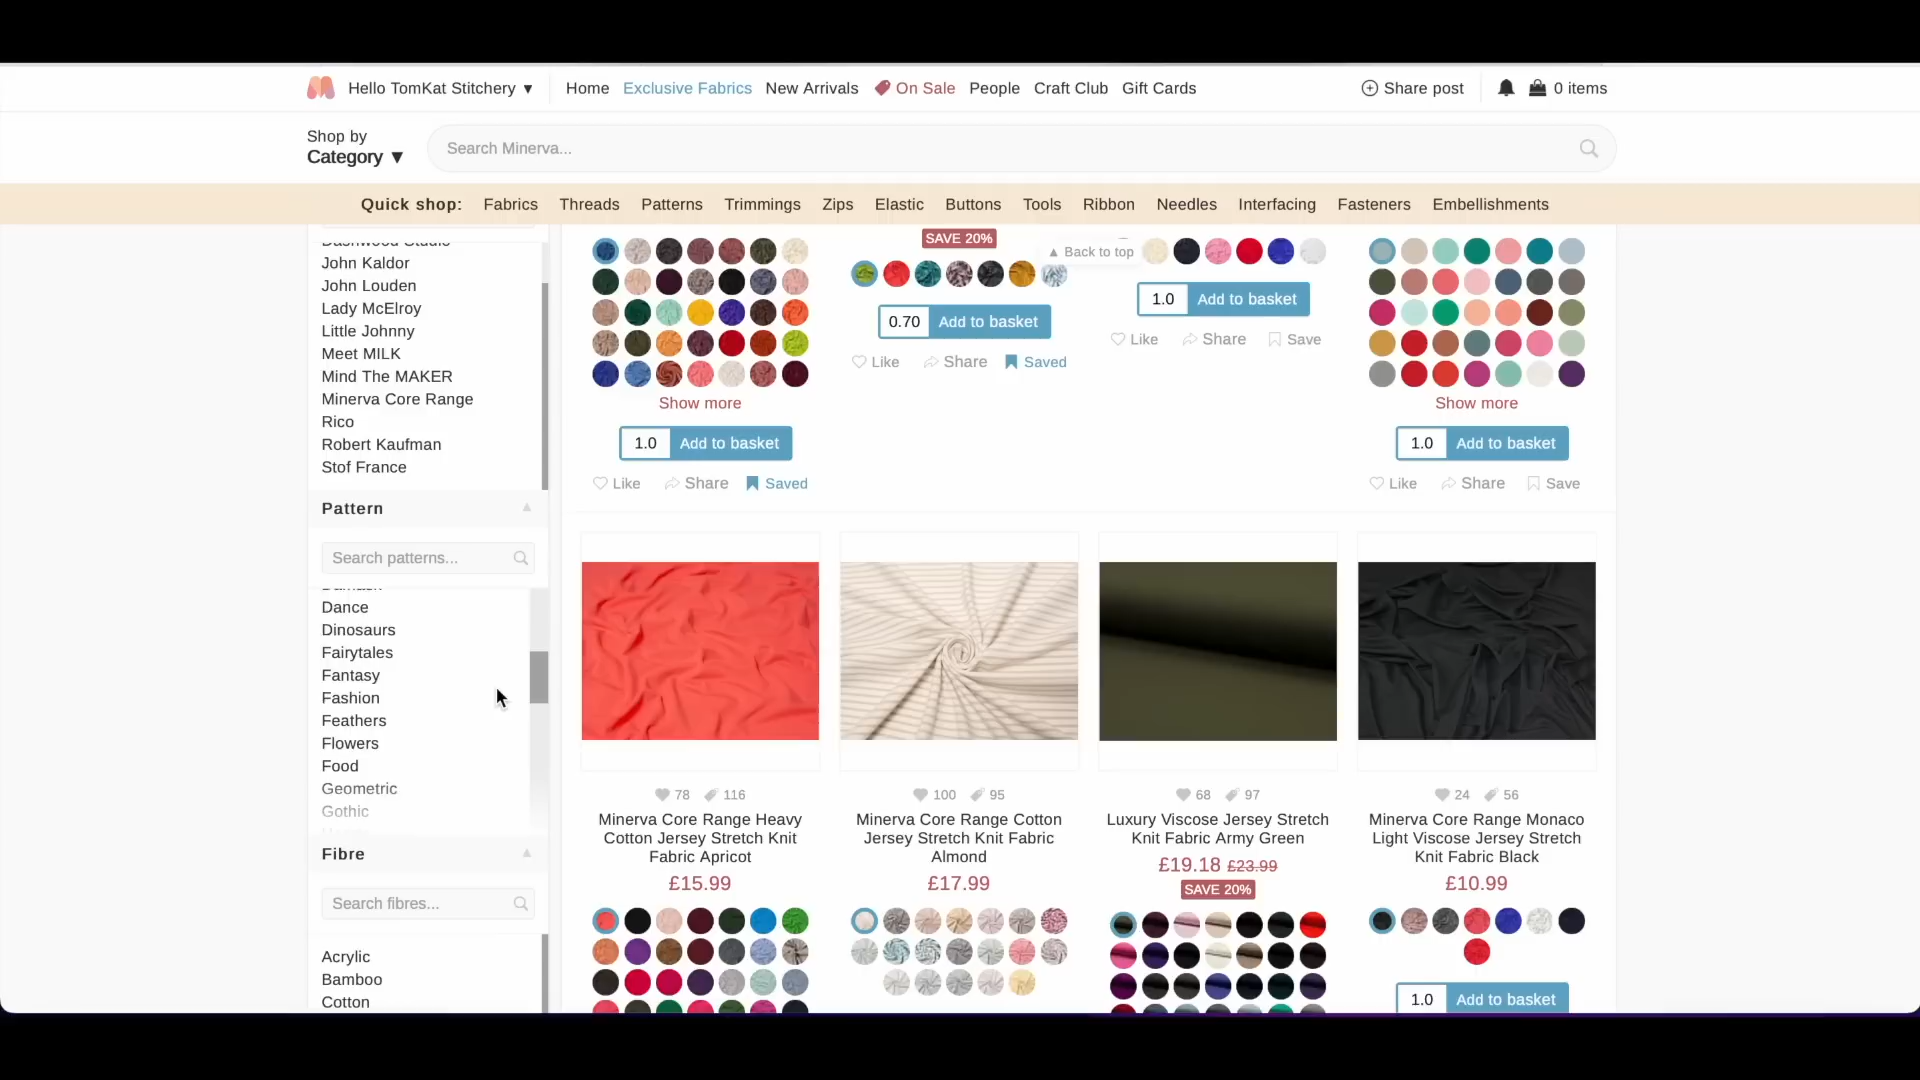 Hello TomKat Stitchery ▼ Home Exclusive Fabrics New Arrivals On Sale People Craft Club Gift Cards Share post 0 items
Shop by
Category ▼
Search Minerva...
Quick shop: Fabrics Threads Patterns Trimmings Zips Elastic Buttons Tools Ribbon Needles Interfacing Fasteners Embellishments
Dashwood Studio
John Kaldor
John Louden
Lady McElroy
Little Johnny
Meet MILK
Mind The MAKER
Minerva Core Range
Rico
Robert Kaufman
Stof France
Pattern
Search patterns...
Damask
Dance
Dinosaurs
Fairytales
Fantasy
Fashion
Feathers
Flowers
Food
Geometric
Gothic
Fibre
Search fibres...
Acrylic
Bamboo
Cotton
Show more
1.0 Add to basket
Like Share Saved
SAVE 20%
0.70 Add to basket
Like Share Saved
▲ Back to top
1.0 Add to basket
Like Share Save
Show more
1.0 Add to basket
Like Share Save
78 116
Minerva Core Range Heavy
Cotton Jersey Stretch Knit
Fabric Apricot
£15.99
100 95
Minerva Core Range Cotton
Jersey Stretch Knit Fabric
Almond
£17.99
68 97
Luxury Viscose Jersey Stretch
Knit Fabric Army Green
£19.18 £23.99
SAVE 20%
24 56
Minerva Core Range Monaco
Light Viscose Jersey Stretch
Knit Fabric Black
£10.99
1.0 Add to basket